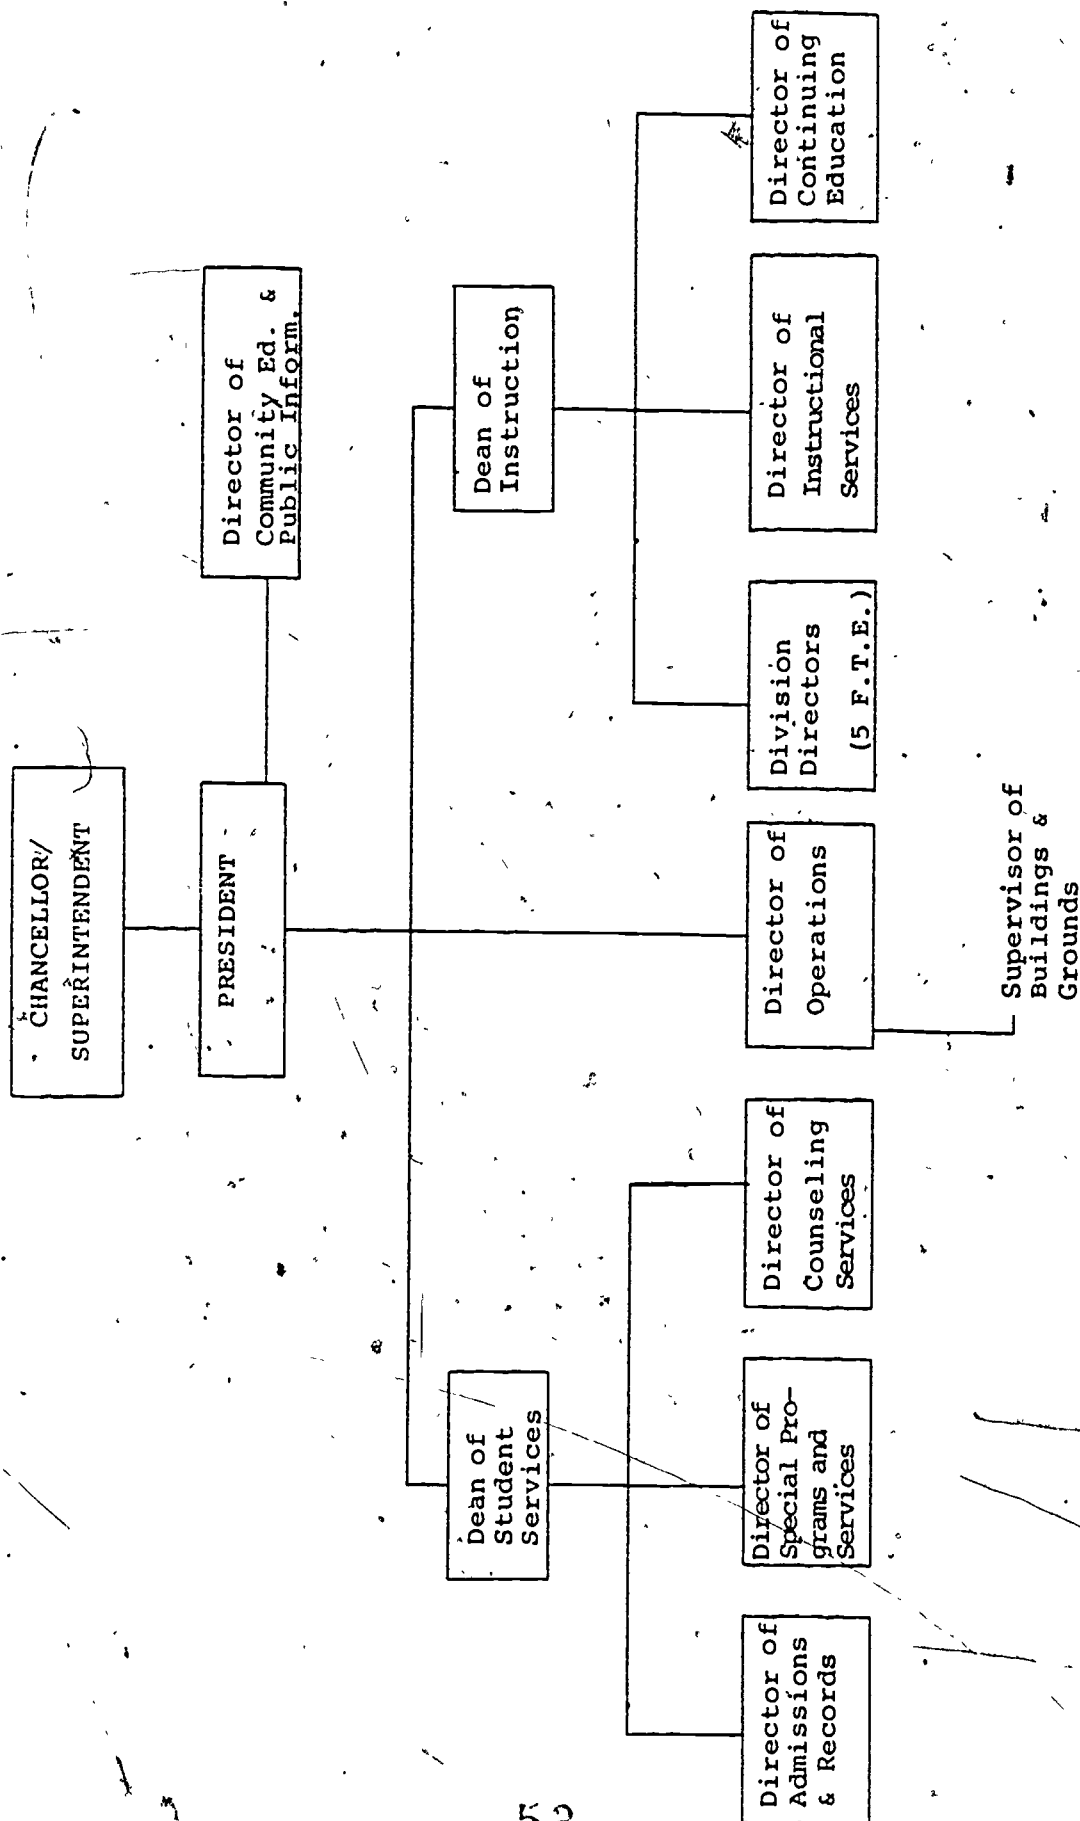 CHANCELLOR/
SUPERINTENDENT
PRESIDENT
Director of
Community Ed. &
Public Inform.
Dean of
Student
Services
Dean of
Instruction
Director of
Admissions
& Records
Director of
Special Pro-
grams and
Services
Director of
Counseling
Services
Director of
Operations
Division
Directors
(5 F.T.E.)
Director of
Instructional
Services
Director of
Continuing
Education
Supervisor of
Buildings &
Grounds